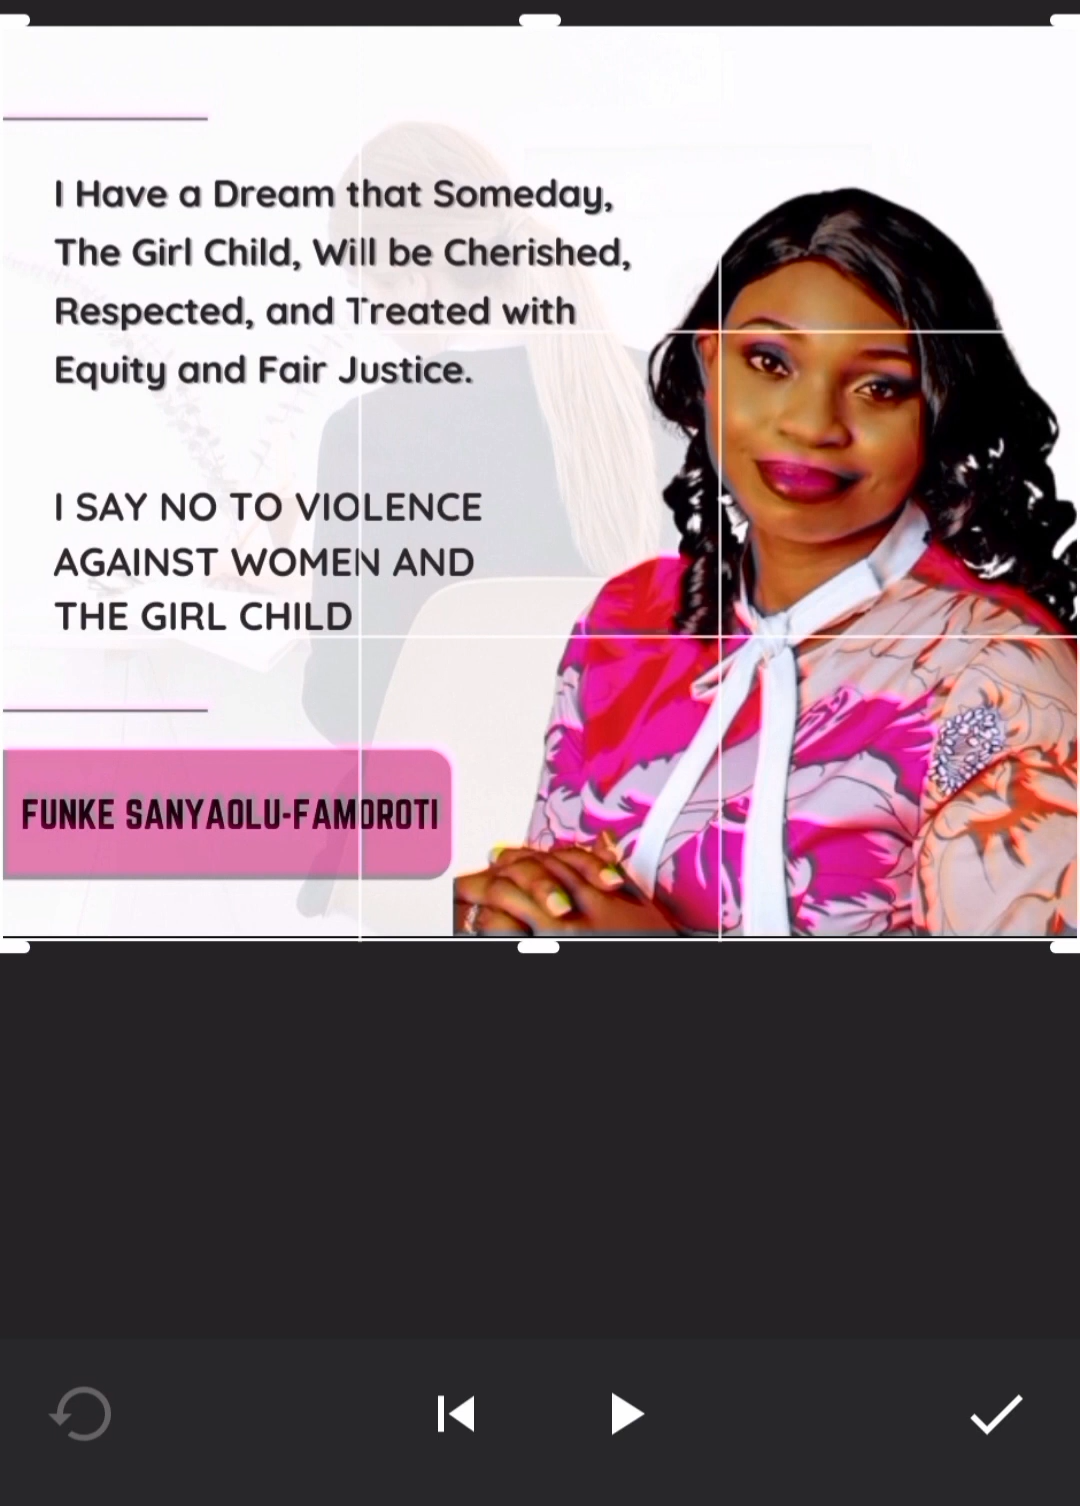 I Have a Dream that Someday,
The Girl Child, Will be Cherished,
Respected, and Treated with
Equity and Fair Justice.
I SAY NO TO VIOLENCE
AGAINST WOMEN AND
THE GIRL CHILD
FUNKE SANYAOLU-FAMOROTI